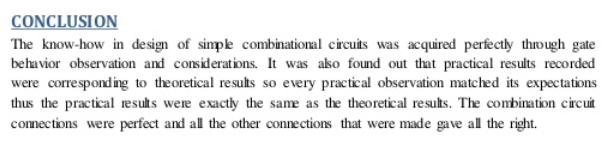 CONCLUSION
The know-how in design of simple combinational circuits was acquired perfectly through gate
behavior observation and considerations. It was also found out that practical results recorded
were corresponding to theoretical results so every practical observation matched its expectations
thus the practical results were exactly the same as the theoretical results. The combination circuit
connections were perfect and all the other connections that were made gave all the right.